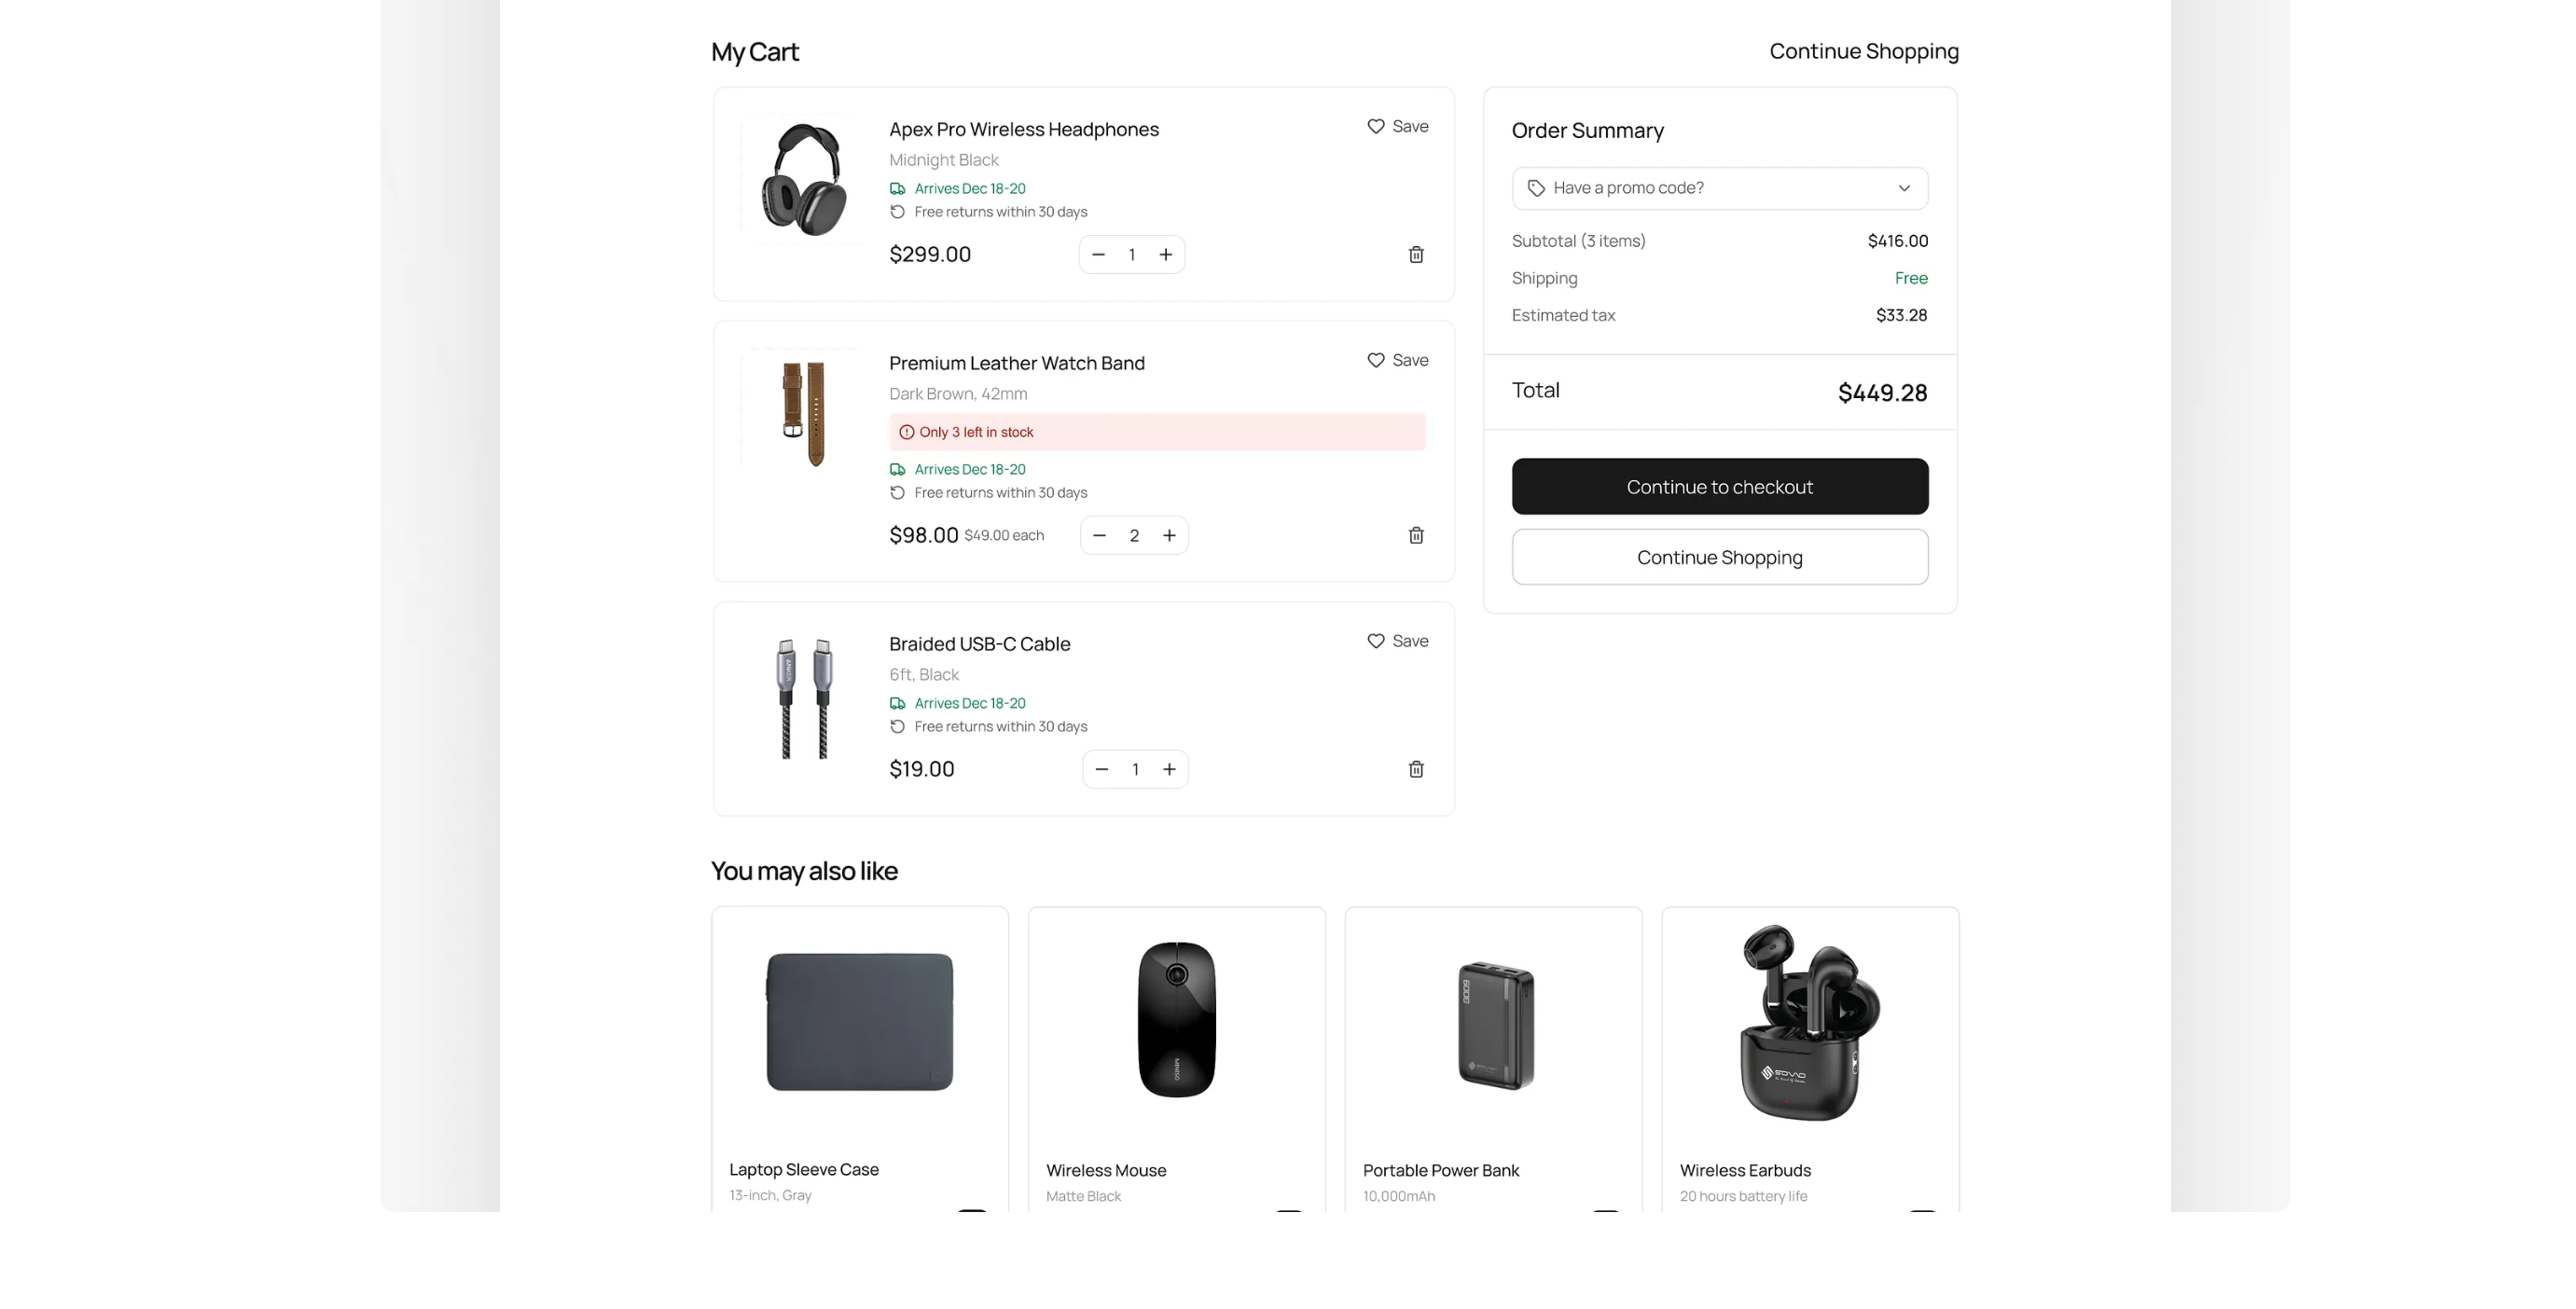 My Cart
Continue Shopping
Apex Pro Wireless Headphones
Save
Midnight Black
Arrives Dec 18-20
Free returns within 30 days
$299.00
1
Premium Leather Watch Band
Save
Dark Brown, 42mm
Only 3 left in stock
Arrives Dec 18-20
Free returns within 30 days
$98.00 $49.00 each
2
ANKER
Braided USB-C Cable
Save
6ft, Black
Arrives Dec 18-20
Free returns within 30 days
$19.00
1
Order Summary
Have a promo code?
Subtotal (3 items) $416.00
Shipping Free
Estimated tax $33.28
Total $449.28
Continue to checkout
Continue Shopping
You may also like
Laptop Sleeve Case
13-inch, Gray
MINISO
Wireless Mouse
Matte Black
Portable Power Bank
10,000mAh
Wireless Earbuds
20 hours battery life